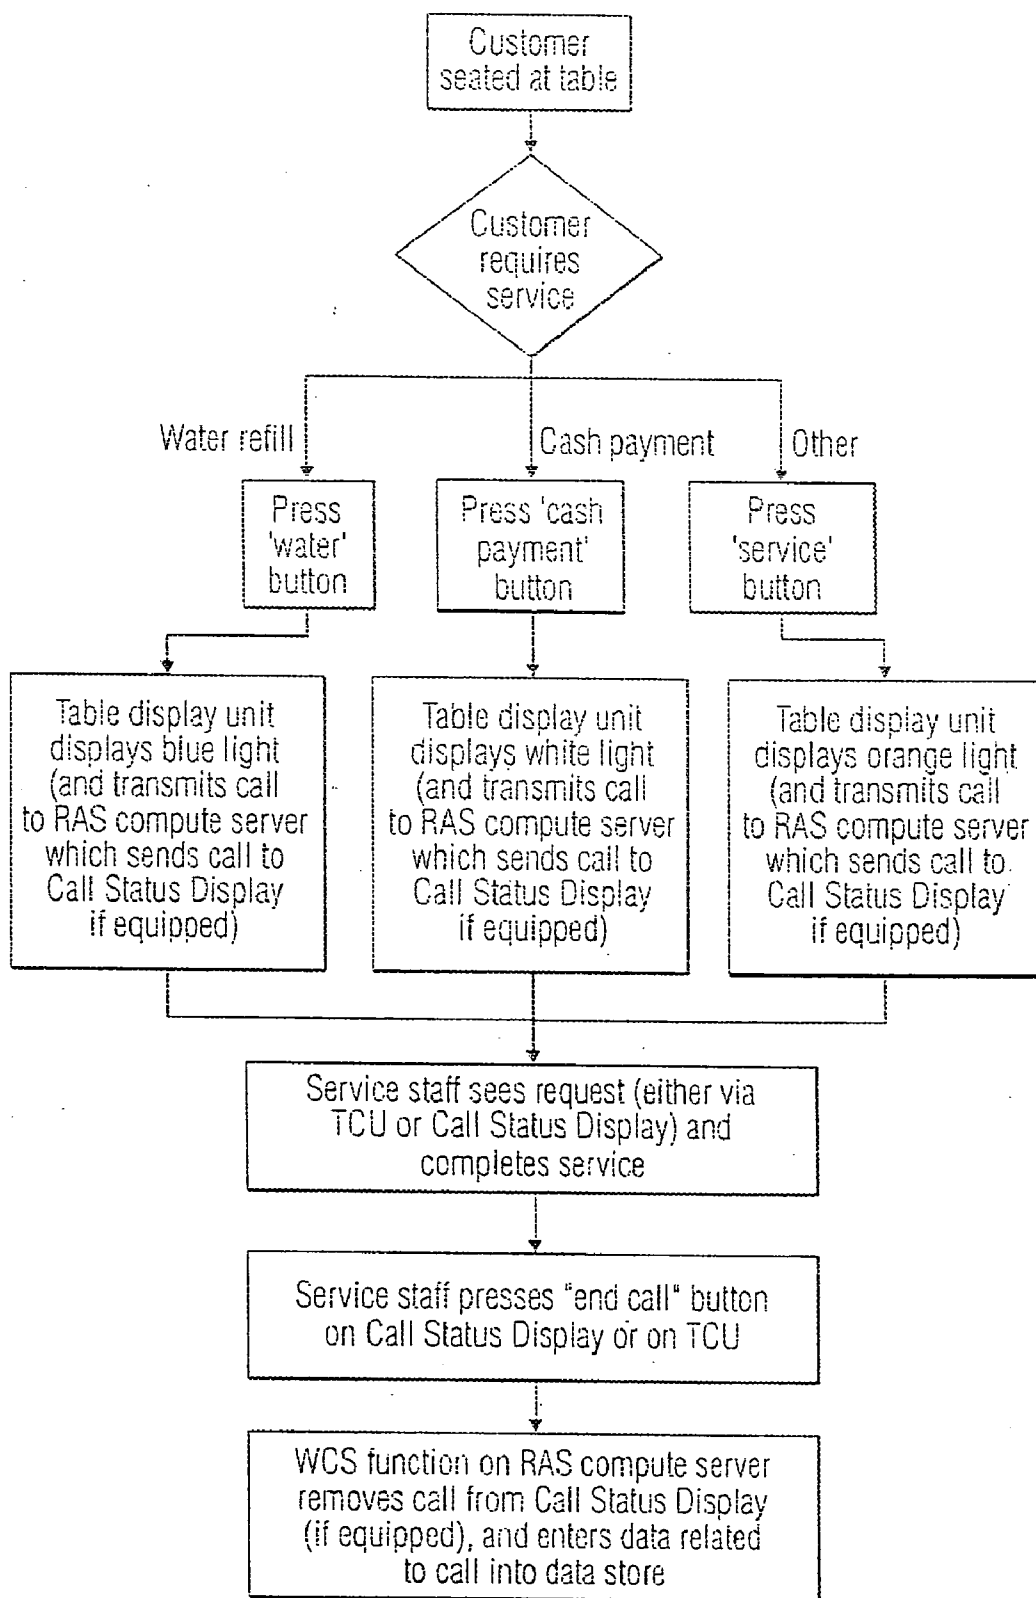 Customer
seated at table
Customer
requires
service
Water refill
Cash payment
Other
Press
'water'
button
Press 'cash
payment'
button
Press
'service'
button
Table display unit
displays blue light
(and transmits call
to RAS compute server
which sends call to
Call Status Display
if equipped)
Table display unit
displays white light
(and transmits call
to RAS compute server
which sends call to
Call Status Display
if equipped)
Table display unit
displays orange light
(and transmits call
to RAS compute server
which sends call to
Call Status Display
if equipped)
Service staff sees request (either via
TCU or Call Status Display) and
completes service
Service staff presses "end call" button
on Call Status Display or on TCU
WCS function on RAS compute server
removes call from Call Status Display
(if equipped), and enters data related
to call into data store